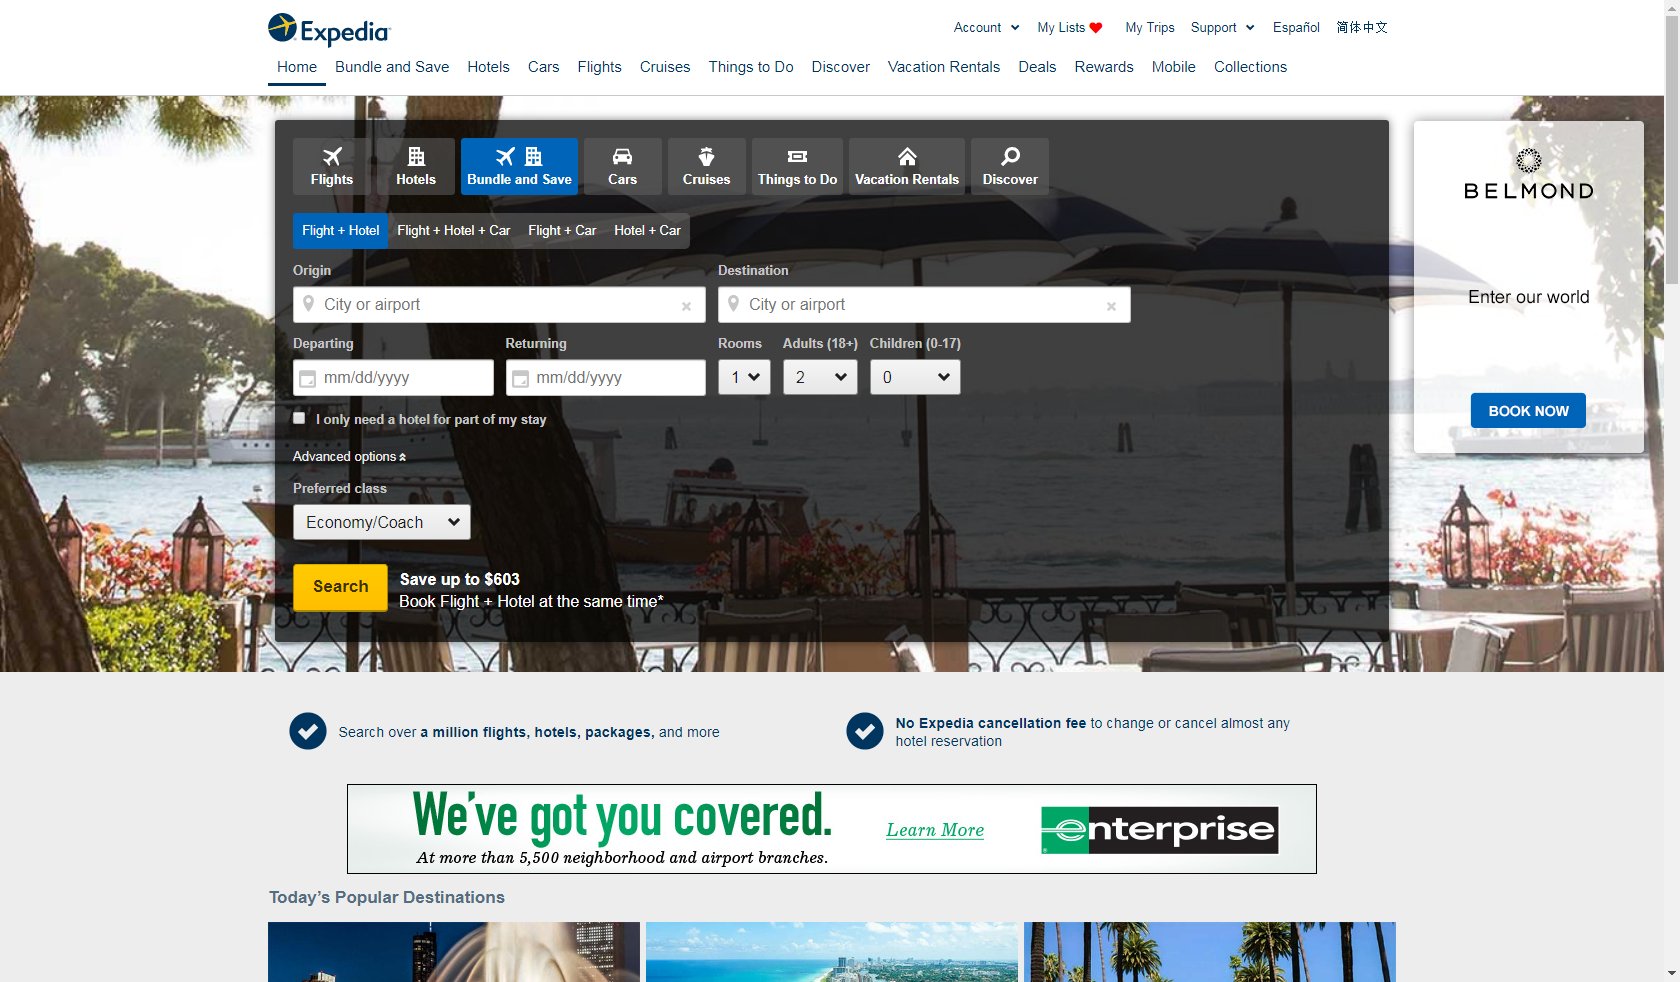 Expedia
Account
My Lists
My Trips
Support
Español
简体中文
Home
Bundle and Save
Hotels
Cars
Flights
Cruises
Things to Do
Discover
Vacation Rentals
Deals
Rewards
Mobile
Collections
Flights
Hotels
Bundle and Save
Cars
Cruises
Things to Do
Vacation Rentals
Discover
Flight + Hotel
Flight + Hotel + Car
Flight + Car
Hotel + Car
Origin
Destination
City or airport
City or airport
Departing
Returning
Rooms
Adults (18+)
Children (0-17)
mm/dd/yyyy
mm/dd/yyyy
1
2
0
I only need a hotel for part of my stay
Advanced options
Preferred class
Economy/Coach
Search
Save up to $603
Book Flight + Hotel at the same time*
BELMOND
Enter our world
BOOK NOW
Search over a million flights, hotels, packages, and more
No Expedia cancellation fee to change or cancel almost any
hotel reservation
We've got you covered.
At more than 5,500 neighborhood and airport branches.
Learn More
enterprise
Today’s Popular Destinations